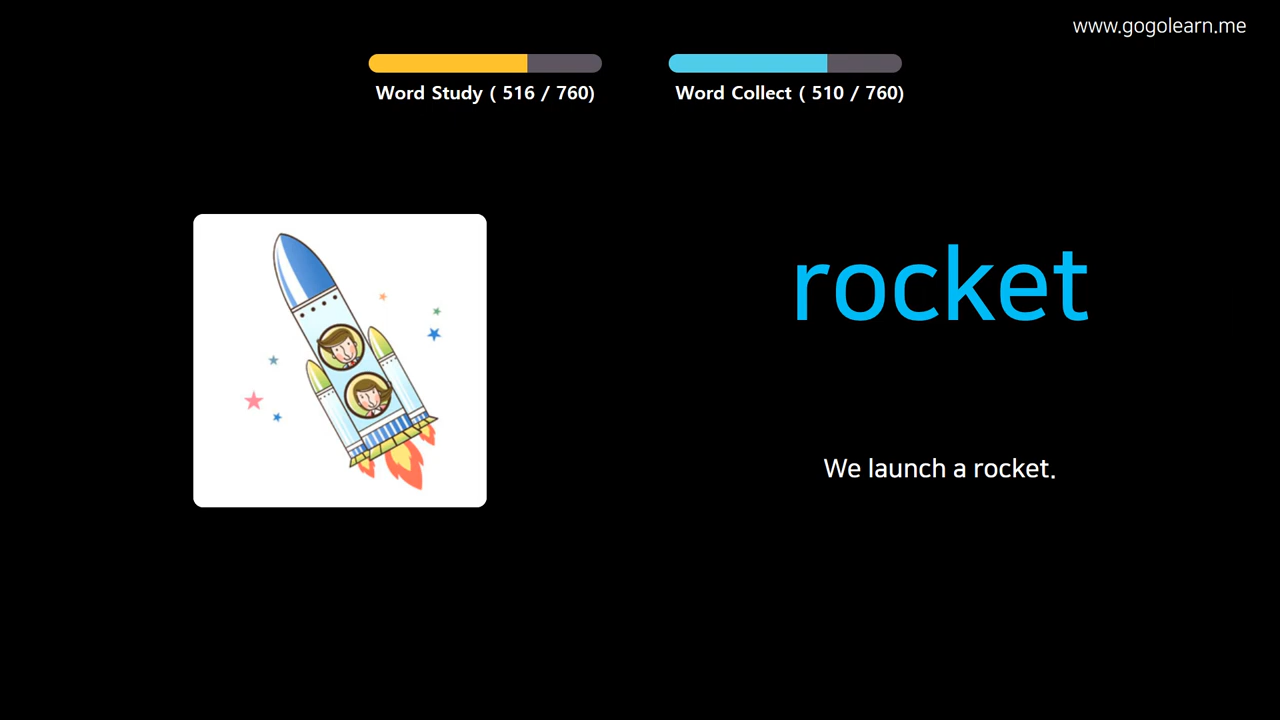 www.gogolearn.me
Word Study ( 516 / 760)
Word Collect ( 510 / 760)
rocket
We launch a rocket.